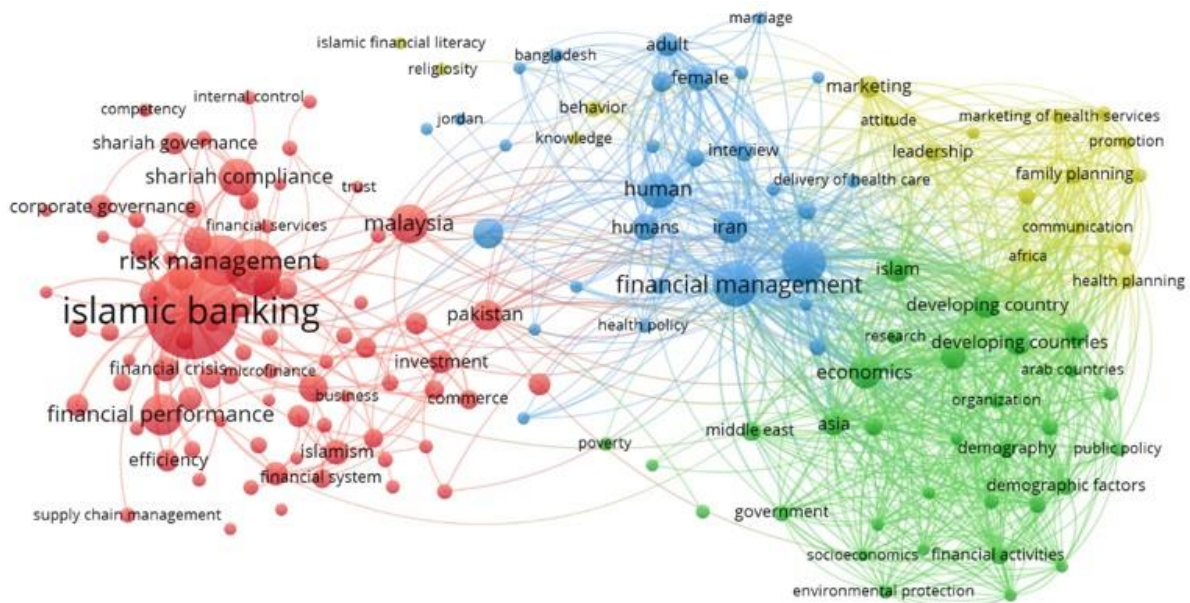 marriage
islamic financial literacy
adult
bangladesh
religiosity
female
marketing
internal control
competency
behavior
marketing of health services
attitude
jordan
promotion
knowledge
shariah governance
interview
leadership
shariah compliance
family planning
trust
delivery of health care
human
corporate governance
financial services
malaysia
humans
iran
communication
africa
risk management
islam
health planning
financial management
islamic banking
developing country
pakistan
health policy
research
developing countries
investment
financial crisis
microfinance
economics
arab countries
business
commerce
organization
financial performance
asia
middle east
poverty
demography
public policy
islamism
efficiency
financial system
demographic factors
supply chain management
government
socioeconomics
financial activities
environmental protection